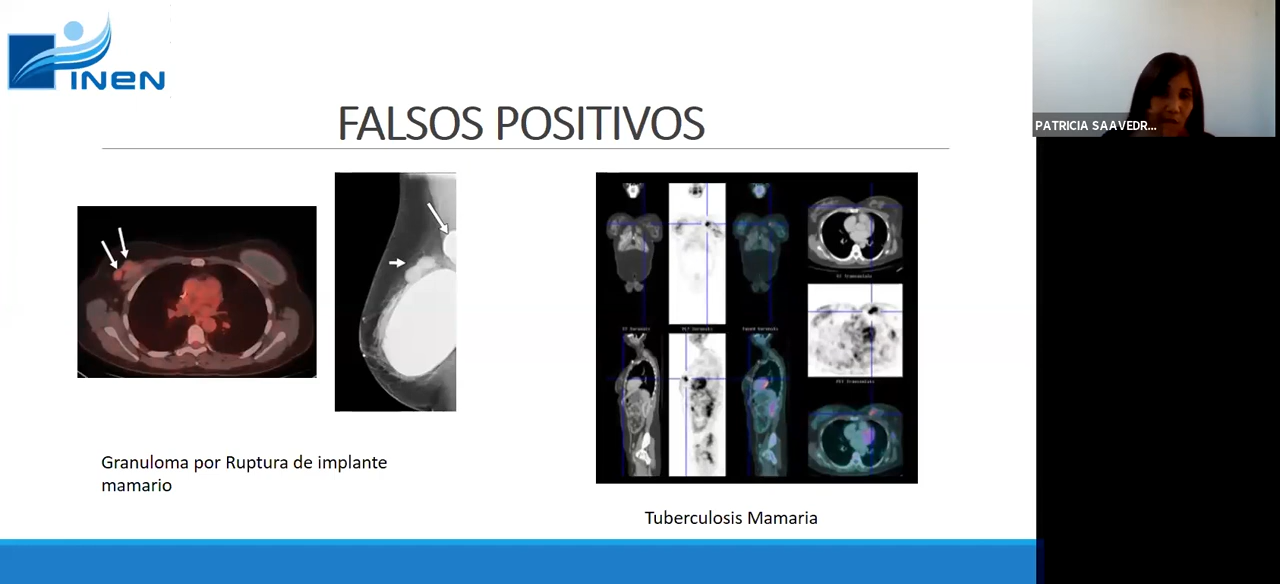 INEN
FALSOS POSITIVOS
PATRICIA SAAVEDR...
Granuloma por Ruptura de implante
mamario
Tuberculosis Mamaria